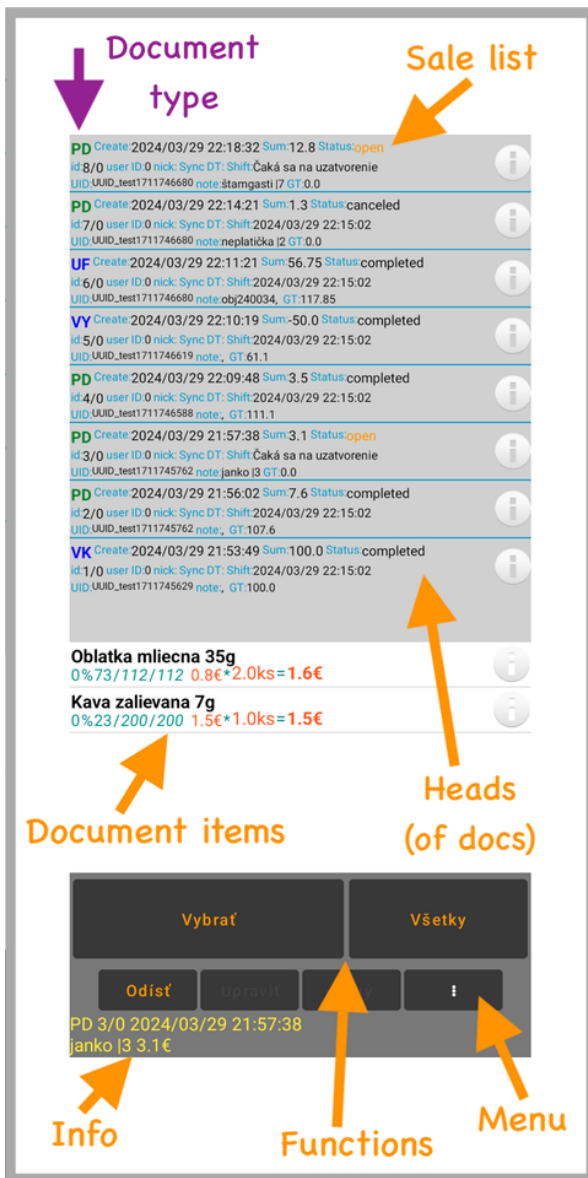 Document
type
Sale list
PD Create:2024/03/29 22:18:32 Sum:12.8 Status:open
id:8/0 user ID:0 nick: Sync DT: Shift:Čaká sa na uzatvorenie
UID:UUID_test1711746680 note:štamgasti |7 GT:0.0
PD Create:2024/03/29 22:14:21 Sum:1.3 Status:canceled
id:7/0 user ID:0 nick: Sync DT: Shift:2024/03/29 22:15:02
UID:UUID_test1711746680 note:neplatička |2 GT:0.0
UF Create:2024/03/29 22:11:21 Sum:56.75 Status:completed
id:6/0 user ID:0 nick: Sync DT: Shift:2024/03/29 22:15:02
UID:UUID_test1711746680 note:obj240034, GT:117.85
VY Create:2024/03/29 22:10:19 Sum:-50.0 Status:completed
id:5/0 user ID:0 nick: Sync DT: Shift:2024/03/29 22:15:02
UID:UUID_test1711746619 note:, GT:61.1
PD Create:2024/03/29 22:09:48 Sum:3.5 Status:completed
id:4/0 user ID:0 nick: Sync DT: Shift:2024/03/29 22:15:02
UID:UUID_test1711746588 note:, GT:111.1
PD Create:2024/03/29 21:57:38 Sum:3.1 Status:open
id:3/0 user ID:0 nick: Sync DT: Shift:Čaká sa na uzatvorenie
UID:UUID_test1711745762 note:janko |3 GT:0.0
PD Create:2024/03/29 21:56:02 Sum:7.6 Status:completed
id:2/0 user ID:0 nick: Sync DT: Shift:2024/03/29 22:15:02
UID:UUID_test1711745762 note:, GT:107.6
VK Create:2024/03/29 21:53:49 Sum:100.0 Status:completed
id:1/0 user ID:0 nick: Sync DT: Shift:2024/03/29 22:15:02
UID:UUID_test1711745629 note:, GT:100.0
Oblatka mliecna 35g
0%73/112/112 0.8€*2.0ks=1.6€
Kava zalievana 7g
0%23/200/200 1.5€*1.0ks=1.5€
Document items
Heads
(of docs)
Vybrať Všetky
Odísť Upraviť
PD 3/0 2024/03/29 21:57:38
janko |3 3.1€
Info
Functions
Menu